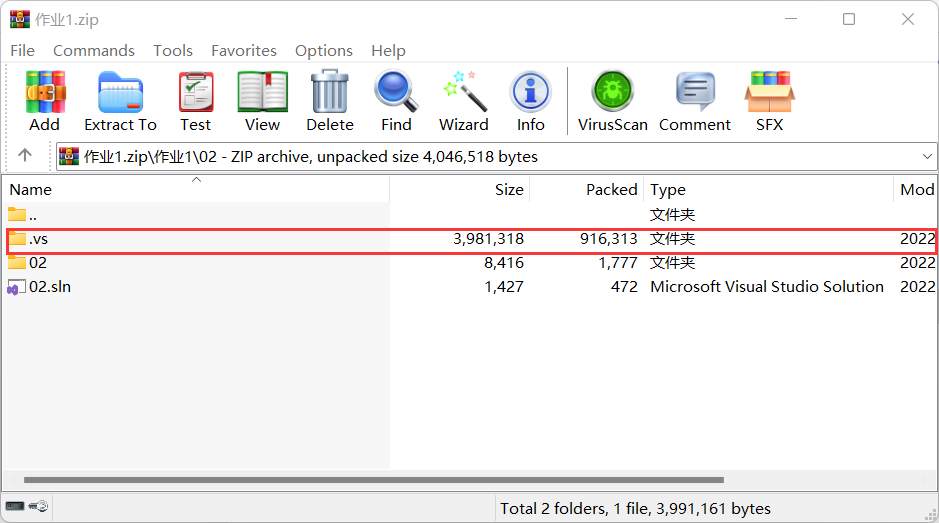 作业1.zip
File Commands Tools Favorites Options Help
Add Extract To Test View Delete Find Wizard Info VirusScan Comment SFX
作业1.zip\作业1\02 - ZIP archive, unpacked size 4,046,518 bytes
Name Size Packed Type Mod
.. 文件夹
.vs 3,981,318 916,313 文件夹 2022
02 8,416 1,777 文件夹 2022
02.sln 1,427 472 Microsoft Visual Studio Solution 2022
Total 2 folders, 1 file, 3,991,161 bytes